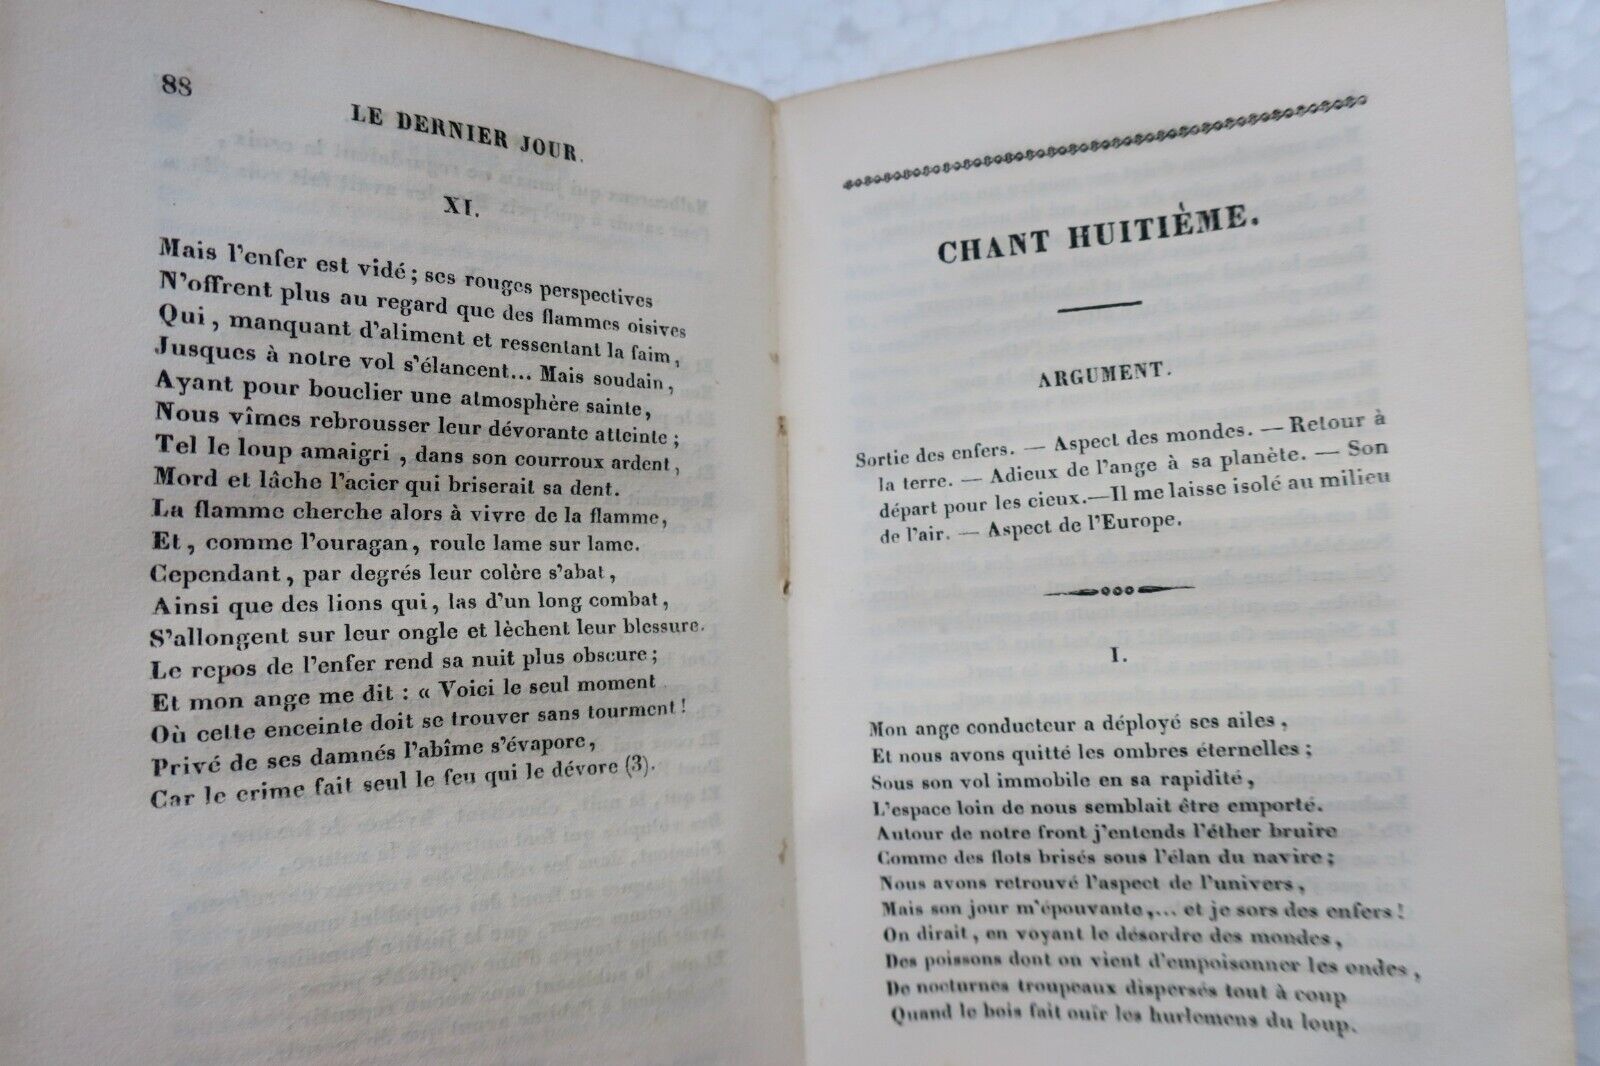 88
LE DERNIER JOUR.
XI.
Mais l'enfer est vidé ; ses rouges perspectives
N'offrent plus au regard que des flammes oisives
Qui, manquant d'aliment et ressentant la faim,
Jusques à notre vol s'élancent... Mais soudain,
Ayant pour bouclier une atmosphère sainte,
Nous vîmes rebrousser leur dévorante atteinte ;
Tel le loup amaigri, dans son courroux ardent,
Mord et lâche l'acier qui briserait sa dent.
La flamme cherche alors à vivre de la flamme,
Et, comme l'ouragan, roule lame sur lame.
Cependant, par degrés leur colère s'abat,
Ainsi que des lions qui, las d'un long combat,
S'allongent sur leur ongle et lèchent leur blessure.
Le repos de l'enfer rend sa nuit plus obscure ;
Et mon ange me dit : « Voici le seul moment
Où cette enceinte doit se trouver sans tourment !
Privé de ses damnés l'abîme s'évapore,
Car le crime fait seul le feu qui le dévore (3).
CHANT HUITIÈME.
ARGUMENT.
Sortie des enfers. — Aspect des mondes. — Retour à
la terre. — Adieux de l'ange à sa planète. — Son
départ pour les cieux. — Il me laisse isolé au milieu
de l'air. — Aspect de l'Europe.
I.
Mon ange conducteur a déployé ses ailes,
Et nous avons quitté les ombres éternelles ;
Sous son vol immobile en sa rapidité,
L'espace loin de nous semblait être emporté.
Autour de notre front j'entends l'éther bruire
Comme des flots brisés sous l'élan du navire ;
Nous avons retrouvé l'aspect de l'univers,
Mais son jour m'épouvante,... et je sors des enfers !
On dirait, en voyant le désordre des mondes,
Des poissons dont on vient d'empoisonner les ondes,
De nocturnes troupeaux dispersés tout à coup
Quand le bois fait ouïr les hurlemens du loup.